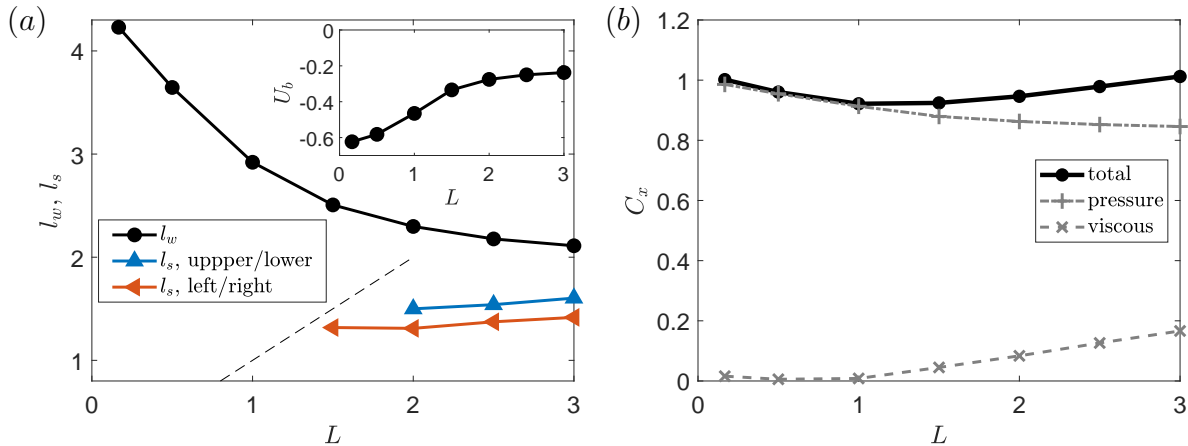 (a)
4
3
2
1
0
1
2
3
L
l_w, l_s
0
-0.2
-0.4
-0.6
0
1
2
3
L
U_b
l_w
l_s, uppper/lower
l_s, left/right
(b)
1.2
1
0.8
0.6
0.4
0.2
0
0
1
2
3
L
C_x
total
pressure
viscous